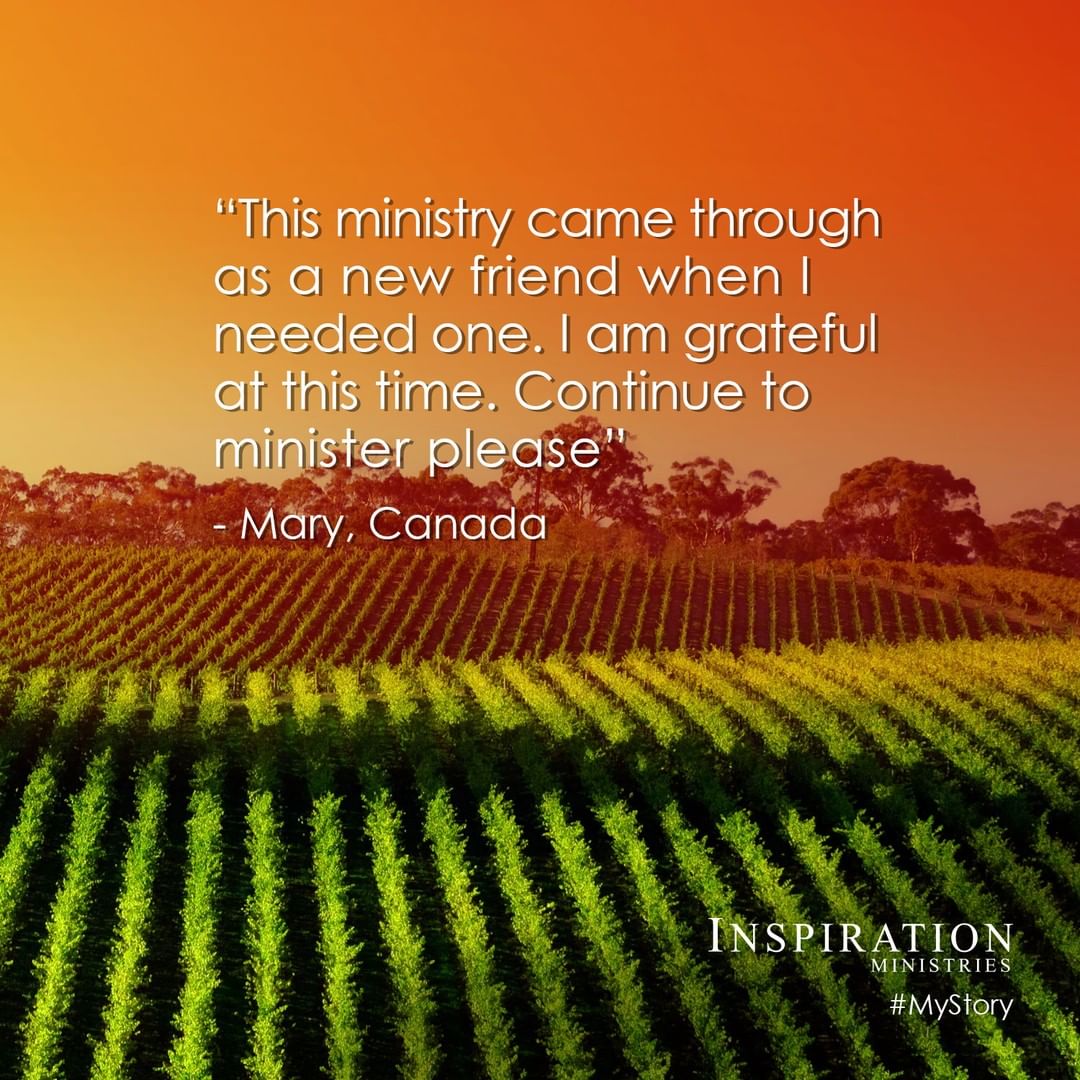 “This ministry came through
as a new friend when I
needed one. I am grateful
at this time. Continue to
minister please”
- Mary, Canada
INSPIRATION
MINISTRIES
#MyStory